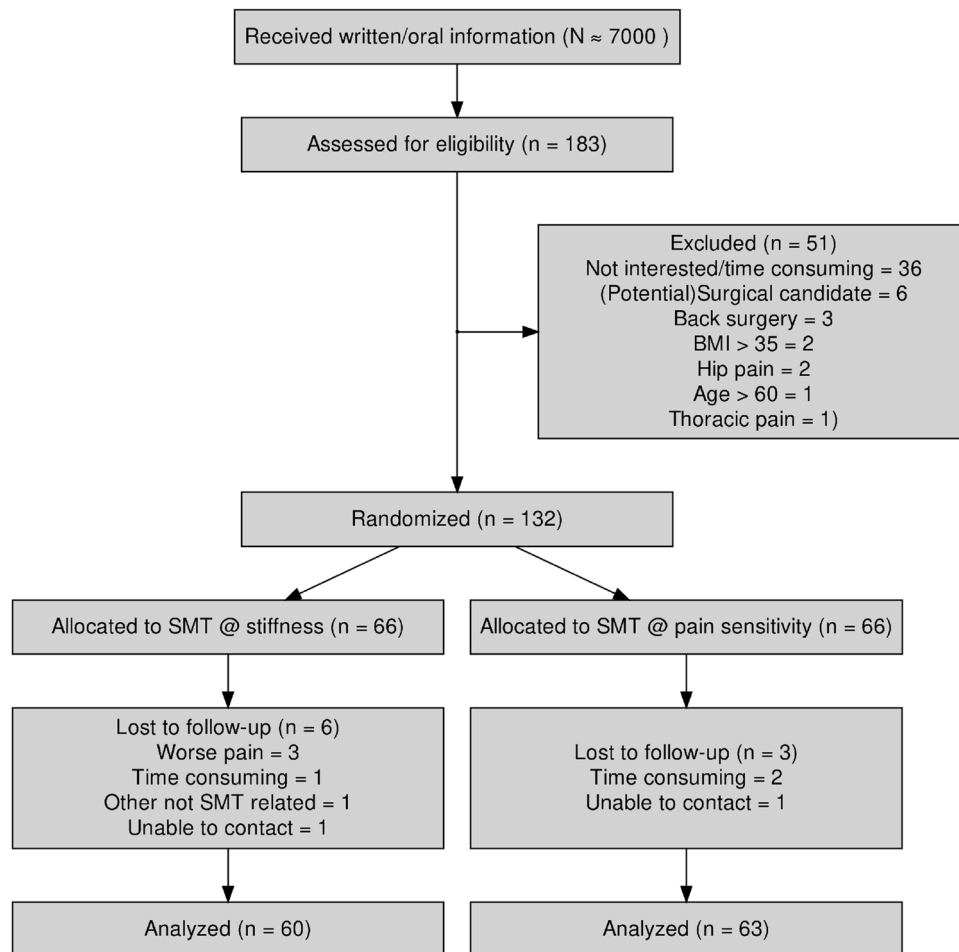 Received written/oral information (N ≈ 7000 )
Assessed for eligibility (n = 183)
Excluded (n = 51)
Not interested/time consuming = 36
(Potential)Surgical candidate = 6
Back surgery = 3
BMI > 35 = 2
Hip pain = 2
Age > 60 = 1
Thoracic pain = 1)
Randomized (n = 132)
Allocated to SMT @ stiffness (n = 66)
Allocated to SMT @ pain sensitivity (n = 66)
Lost to follow-up (n = 6)
Worse pain = 3
Time consuming = 1
Other not SMT related = 1
Unable to contact = 1
Lost to follow-up (n = 3)
Time consuming = 2
Unable to contact = 1
Analyzed (n = 60)
Analyzed (n = 63)